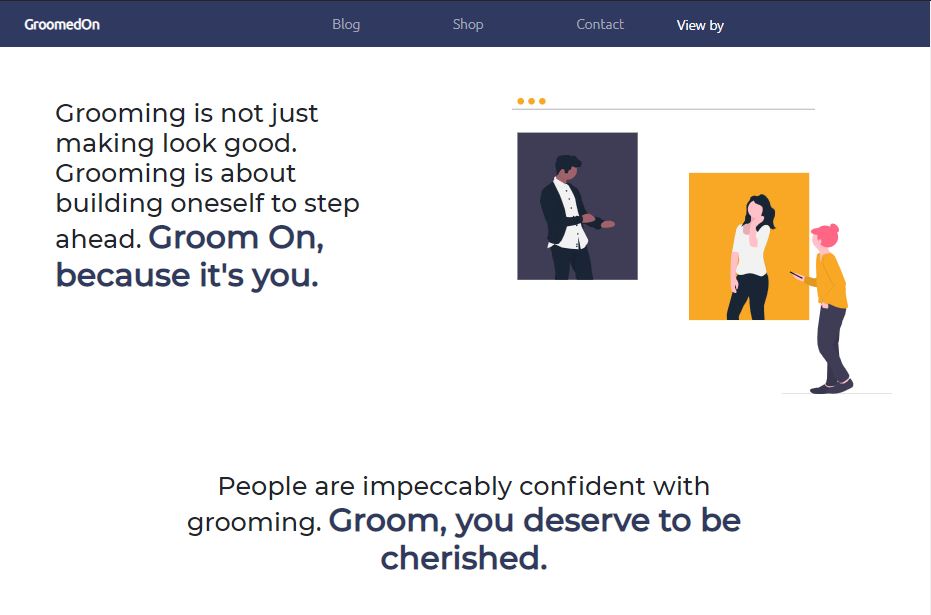 GroomedOn Blog Shop Contact View by
Grooming is not just
making look good.
Grooming is about
building oneself to step
ahead. Groom On,
because it's you.
People are impeccably confident with
grooming. Groom, you deserve to be
cherished.